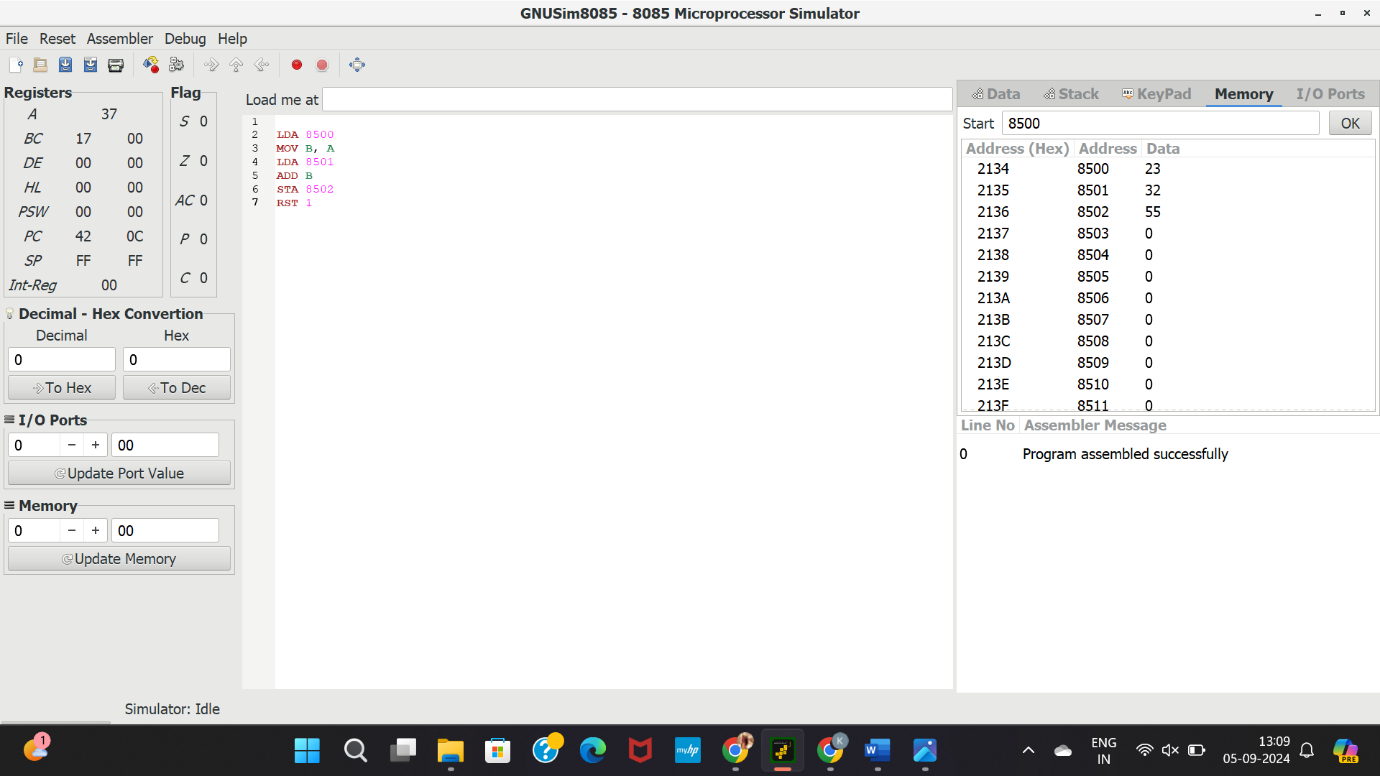 GNUSim8085 - 8085 Microprocessor Simulator
File Reset Assembler Debug Help
Registers
A 37
BC 17 00
DE 00 00
HL 00 00
PSW 00 00
PC 42 0C
SP FF FF
Int-Reg 00
Flag
S 0
Z 0
AC 0
P 0
C 0
Decimal - Hex Convertion
Decimal Hex
0 0
To Hex To Dec
I/O Ports
0 - + 00
Update Port Value
Memory
0 - + 00
Update Memory
Load me at
1
2 LDA 8500
3 MOV B, A
4 LDA 8501
5 ADD B
6 STA 8502
7 RST 1
Data Stack KeyPad Memory I/O Ports
Start 8500 OK
Address (Hex) Address Data
2134 8500 23
2135 8501 32
2136 8502 55
2137 8503 0
2138 8504 0
2139 8505 0
213A 8506 0
213B 8507 0
213C 8508 0
213D 8509 0
213E 8510 0
213F 8511 0
Line No Assembler Message
0 Program assembled successfully
Simulator: Idle
1
myhp
K
W
ENG
IN
13:09
05-09-2024
PRE